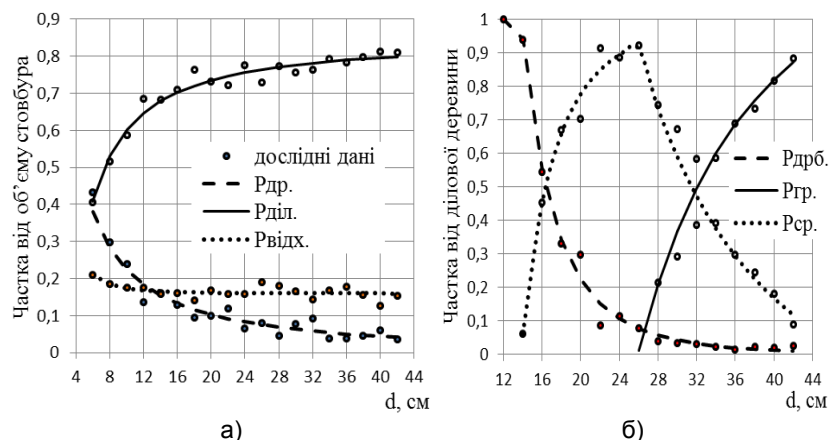 Частка від об’єму стовбура
0,9
0,8
0,7
0,6
0,5
0,4
0,3
0,2
0,1
0
дослідні дані
Рдр.
Рділ.
Рвідх.
4 8 12 16 20 24 28 32 36 40 44
d, см
а)
Частка від ділової деревини
1
0,9
0,8
0,7
0,6
0,5
0,4
0,3
0,2
0,1
0
Рдрб.
Ргр.
Рср.
12 16 20 24 28 32 36 40 44
d, см
б)